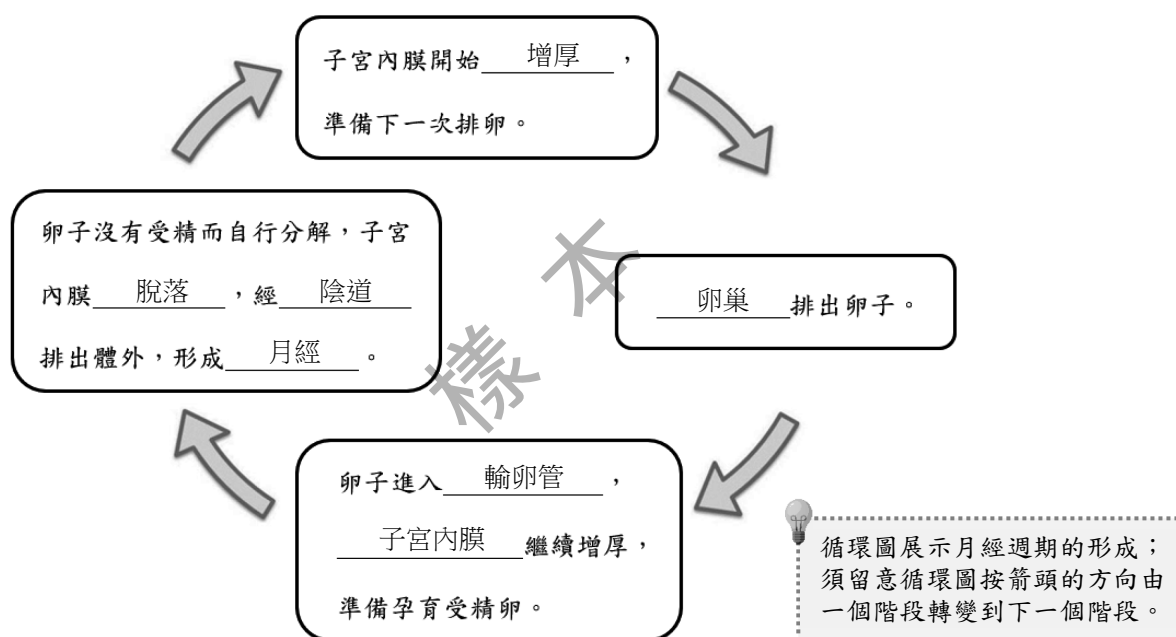 子宮內膜開始 增厚 ，
準備下一次排卵。
卵巢 排出卵子。
卵子進入 輸卵管 ，
子宮內膜 繼續增厚，
準備孕育受精卵。
卵子沒有受精而自行分解，子宮
內膜 脫落 ，經 陰道
排出體外，形成 月經 。
樣本
循環圖展示月經週期的形成；
須留意循環圖按箭頭的方向由
一個階段轉變到下一個階段。